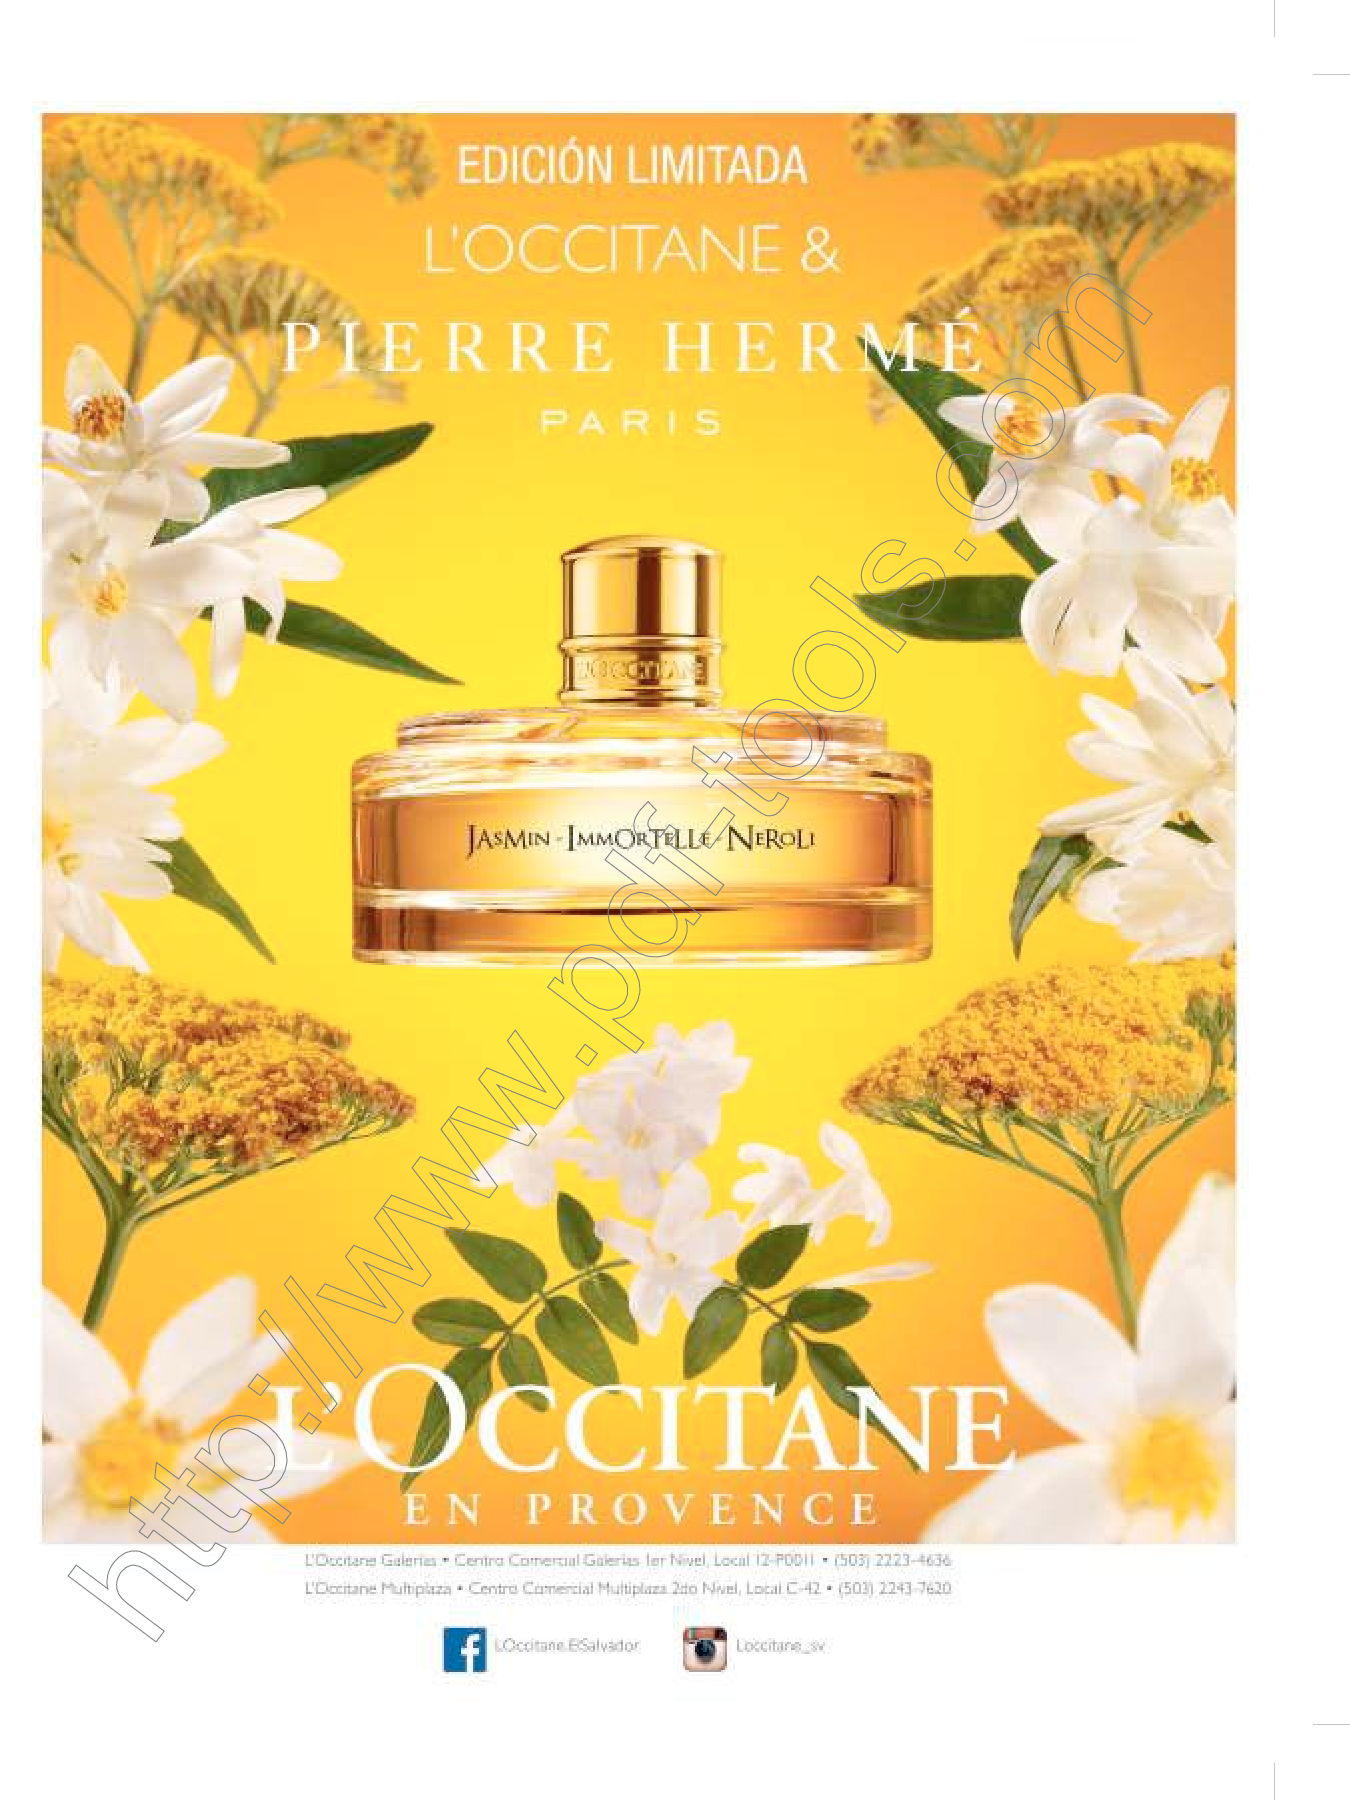 EDICIÓN LIMITADA
L'OCCITANE &
PIERRE HERMÉ
PARIS
L'OCCITANE
JASMIN - IMMORTELLE - NEROLI
L'OCCITANE
EN PROVENCE
L'Occitane Galerías • Centro Comercial Galerías 1er Nivel, Local 12-P0011 • (503) 2223-4636
L'Occitane Multiplaza • Centro Comercial Multiplaza 2do Nivel, Local C-42 • (503) 2243-7620
LOccitane.ElSalvador
Loccitane_sv
http://www.pdf-tools.com